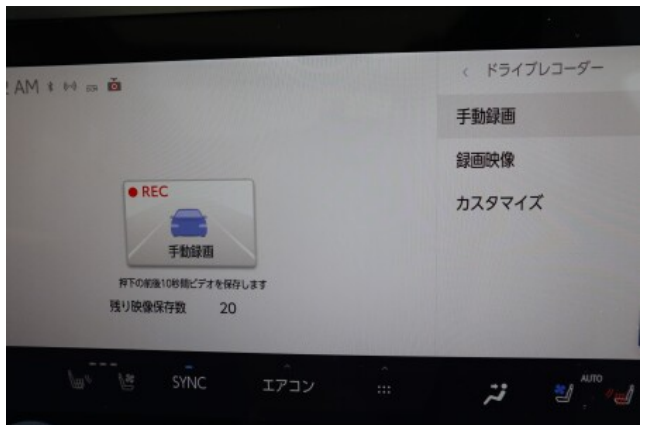 AM
ドライブレコーダー
手動録画
録画映像
カスタマイズ
REC
手動録画
押下の前後10秒間ビデオを保存します
残り映像保存数 20
SYNC
エアコン
AUTO